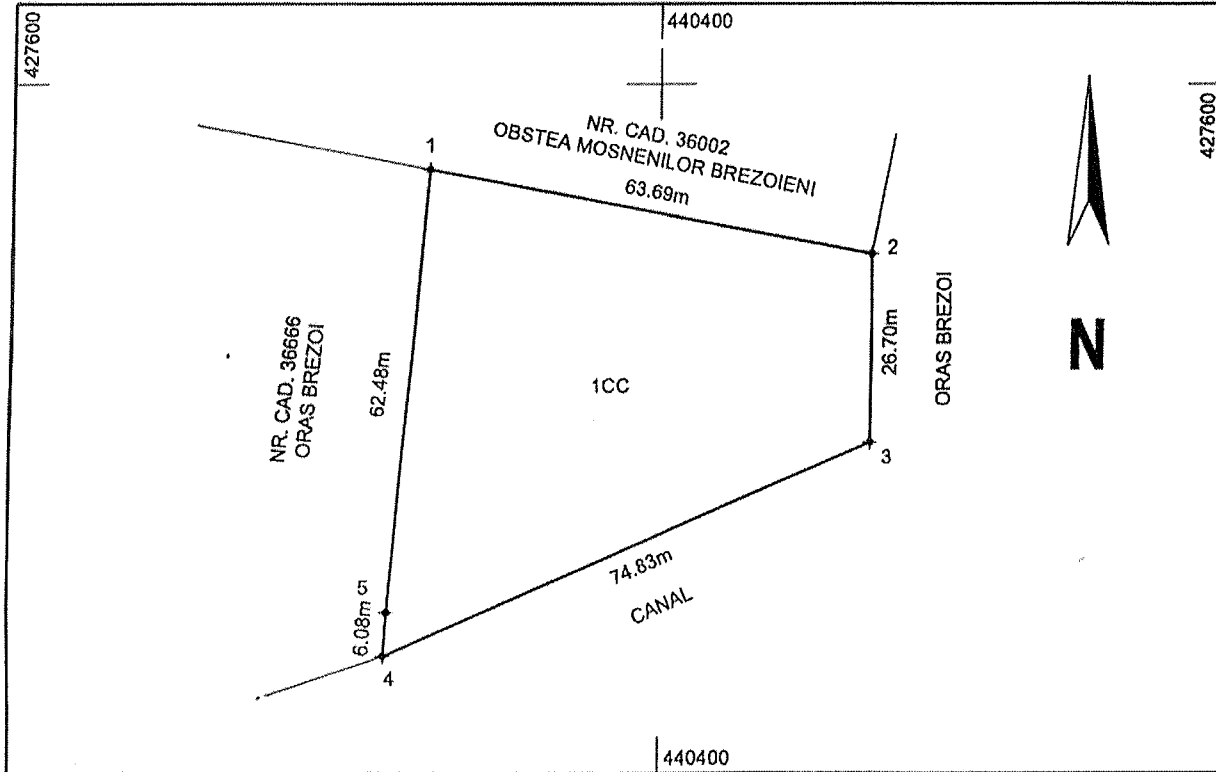 427600
440400
427600
NR. CAD. 36002
OBSTEA MOSNENILOR BREZOIENI
63.69m
1
2
N
NR. CAD. 36666
ORAS BREZOI
62.48m
1CC
26.70m
ORAS BREZOI
3
74.83m
CANAL
5
6.08m
4
440400